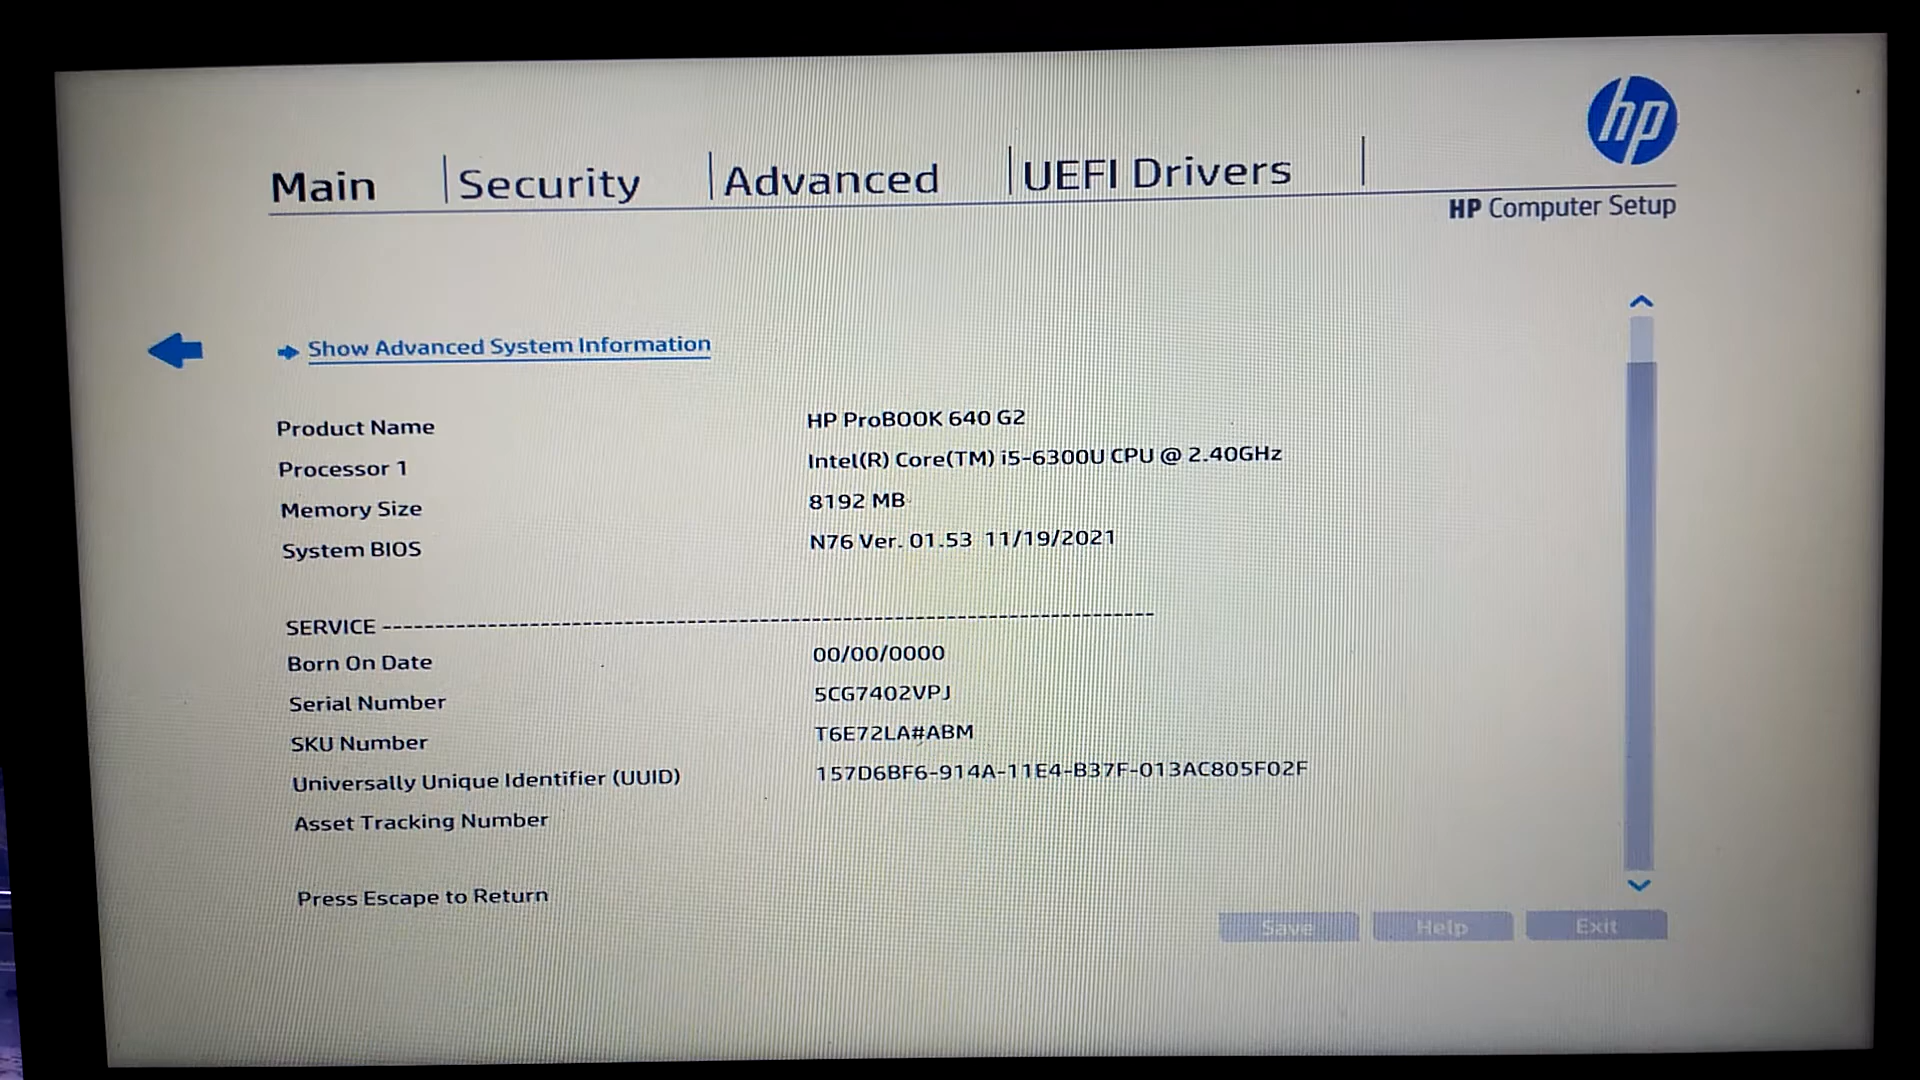 hp
Main Security Advanced UEFI Drivers
HP Computer Setup
Show Advanced System Information
Product Name HP ProBOOK 640 G2
Processor 1 Intel(R) Core(TM) i5-6300U CPU @ 2.40GHz
Memory Size 8192 MB
System BIOS N76 Ver. 01.53 11/19/2021
SERVICE ------------------------------------------------------------------------
Born On Date 00/00/0000
Serial Number 5CG7402VPJ
SKU Number T6E72LA#ABM
Universally Unique Identifier (UUID) 157D6BF6-914A-11E4-B37F-013AC805F02F
Asset Tracking Number
Press Escape to Return
Save Help Exit